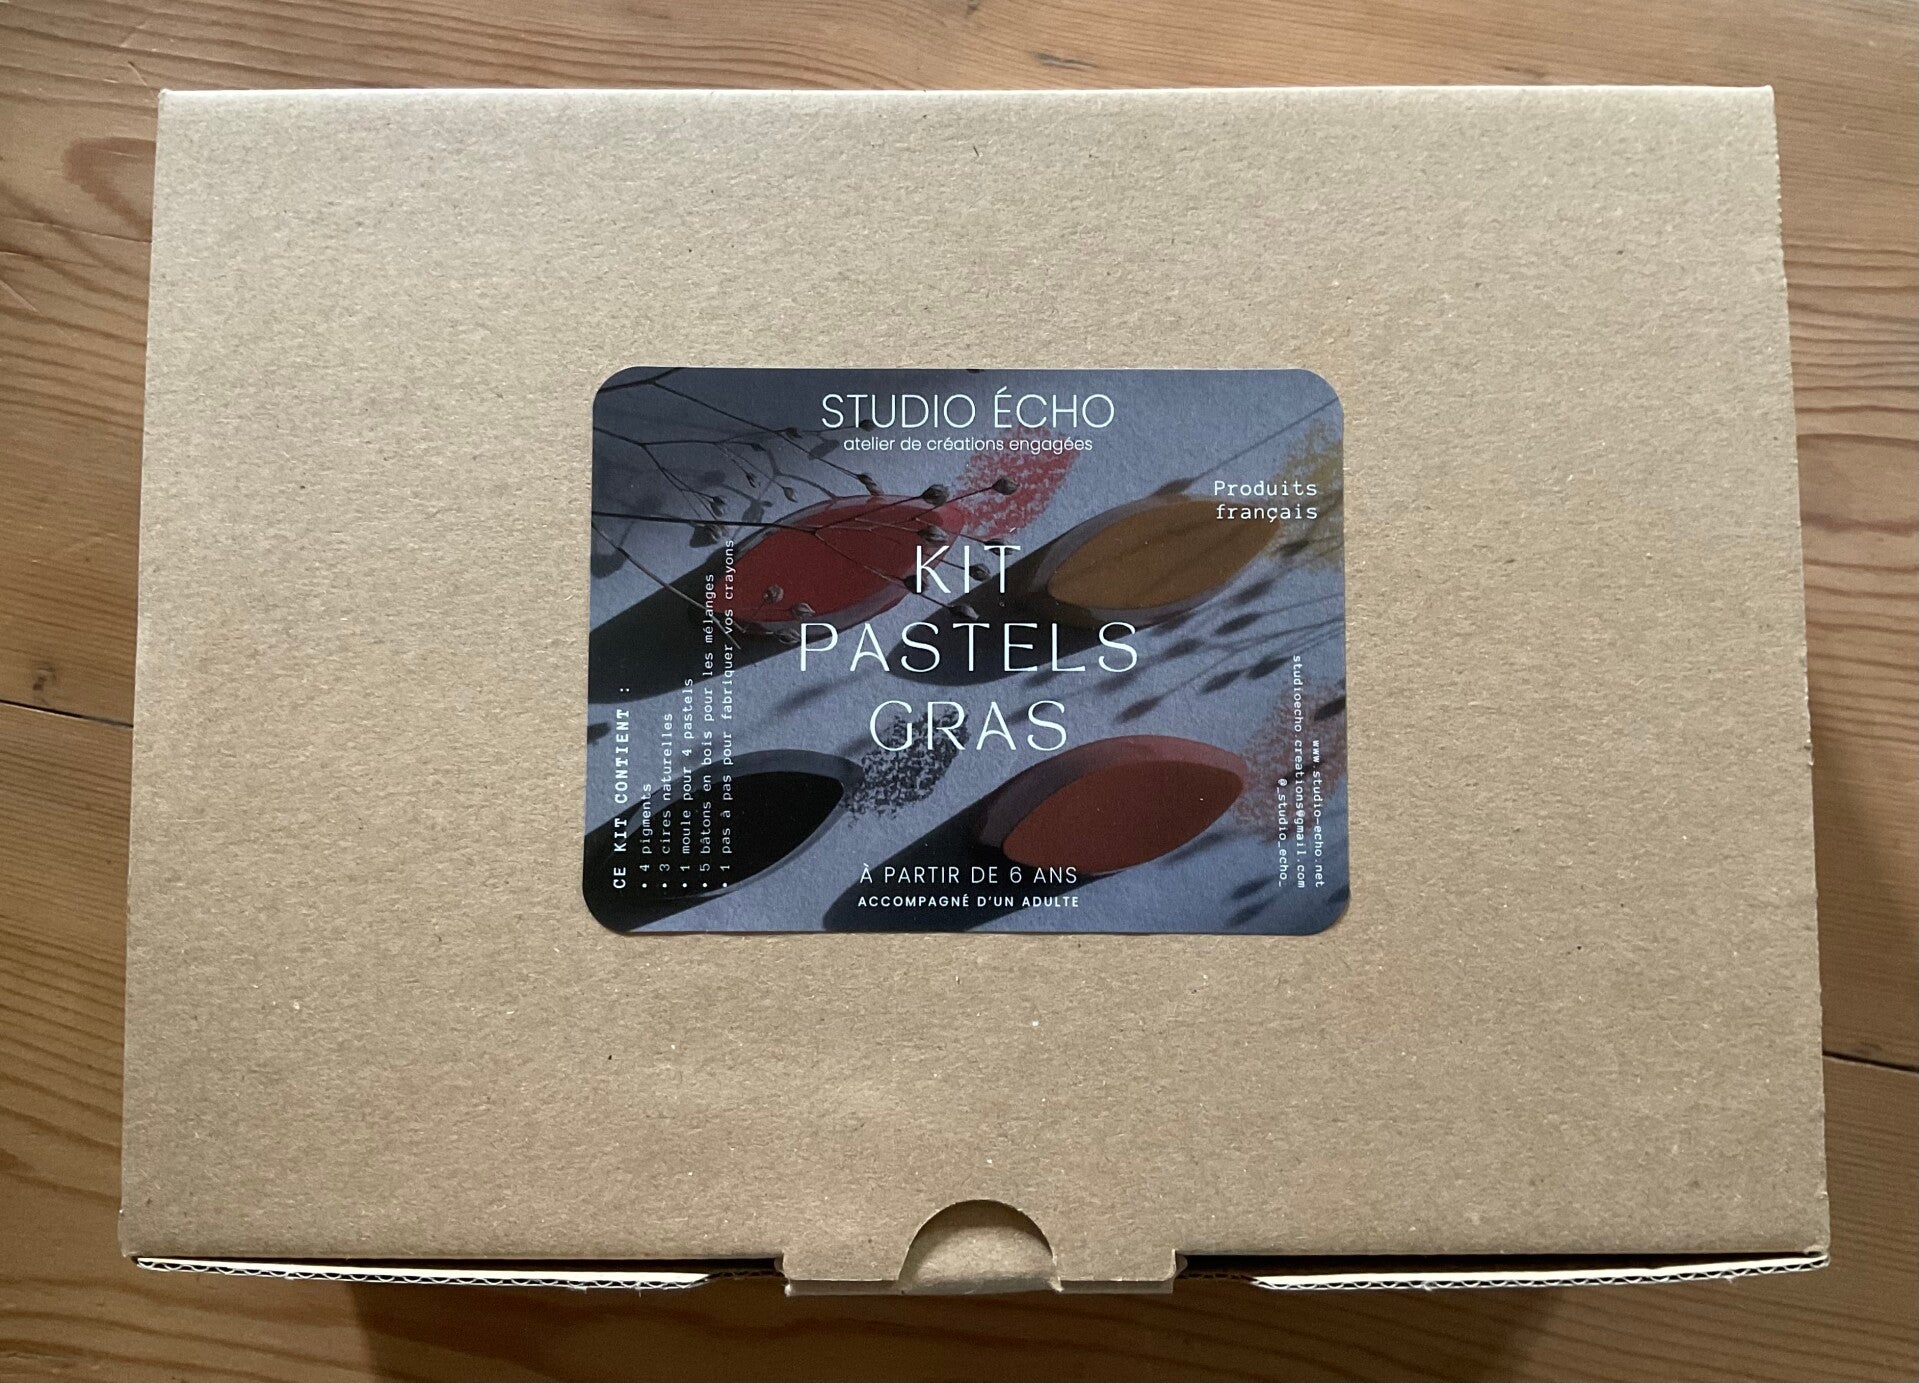 STUDIO ÉCHO
atelier de créations engagées
Produits
français
KIT
PASTELS
GRAS
CE KIT CONTIENT :
• 4 pigments
• 3 cires naturelles
• 1 moule pour 4 pastels
• 5 bâtons en bois pour les mélanges
• 1 pas à pas pour fabriquer vos crayons
À PARTIR DE 6 ANS
ACCOMPAGNÉ D'UN ADULTE
www.studio-echo.net
studioecho.creations@gmail.com
@_studio_echo_